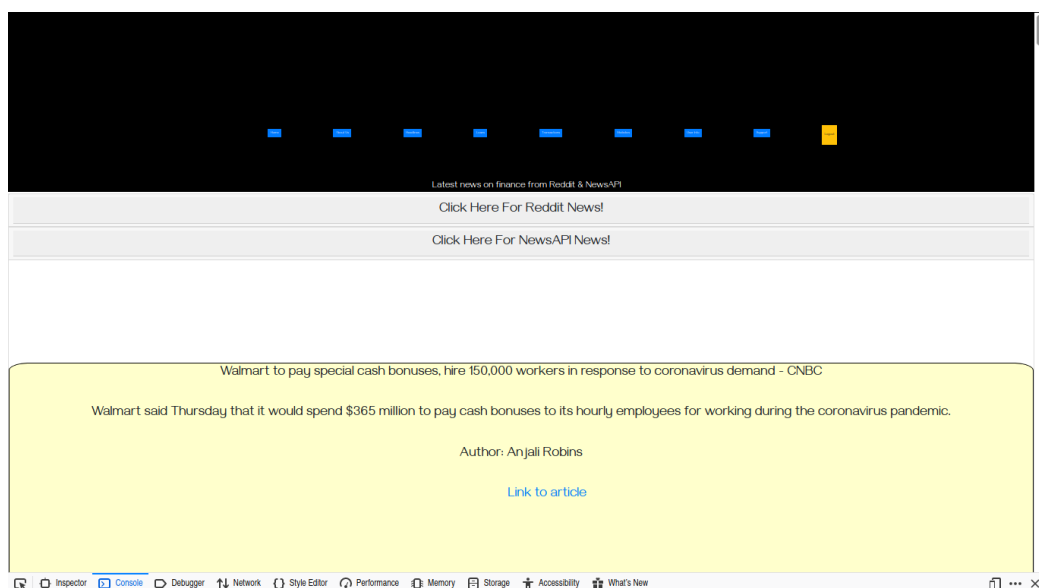 Latest news on finance from Reddit & NewsAPI
Click Here For Reddit News!
Click Here For NewsAPI News!
Walmart to pay special cash bonuses, hire 150,000 workers in response to coronavirus demand - CNBC
Walmart said Thursday that it would spend $365 million to pay cash bonuses to its hourly employees for working during the coronavirus pandemic.
Author: Anjali Robins
Link to article
Inspector Console Debugger Network Style Editor Performance Memory Storage Accessibility What's New